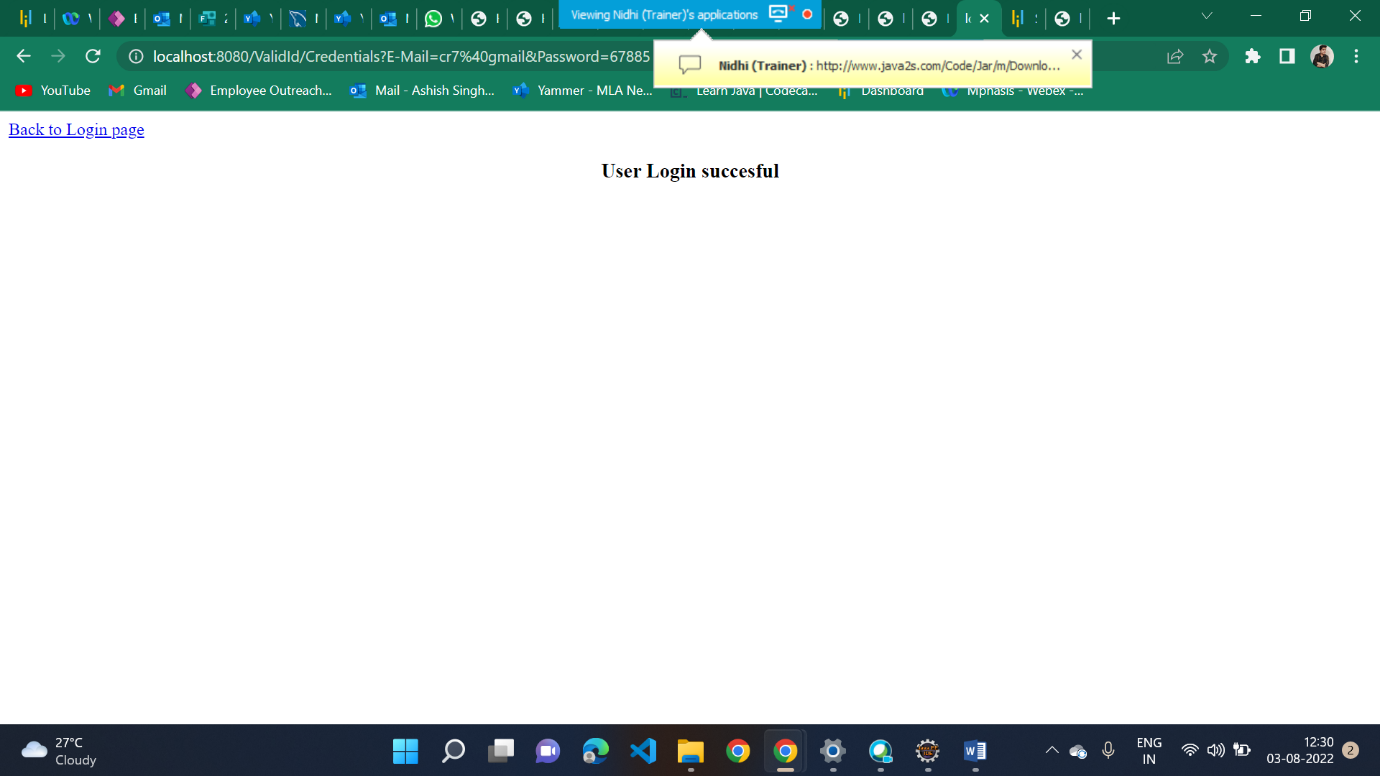 Viewing Nidhi (Trainer)'s applications
localhost:8080/ValidId/Credentials?E-Mail=cr7%40gmail&Password=67885
Nidhi (Trainer) : http://www.java2s.com/Code/Jar/m/Downlo...
YouTube Gmail Employee Outreach... Mail - Ashish Singh... Yammer - MLA Ne... Learn Java | Codeca... Dashboard Mphasis - Webex -...
Back to Login page
User Login succesful
27°C
Cloudy
ENG
IN
12:30
03-08-2022
2